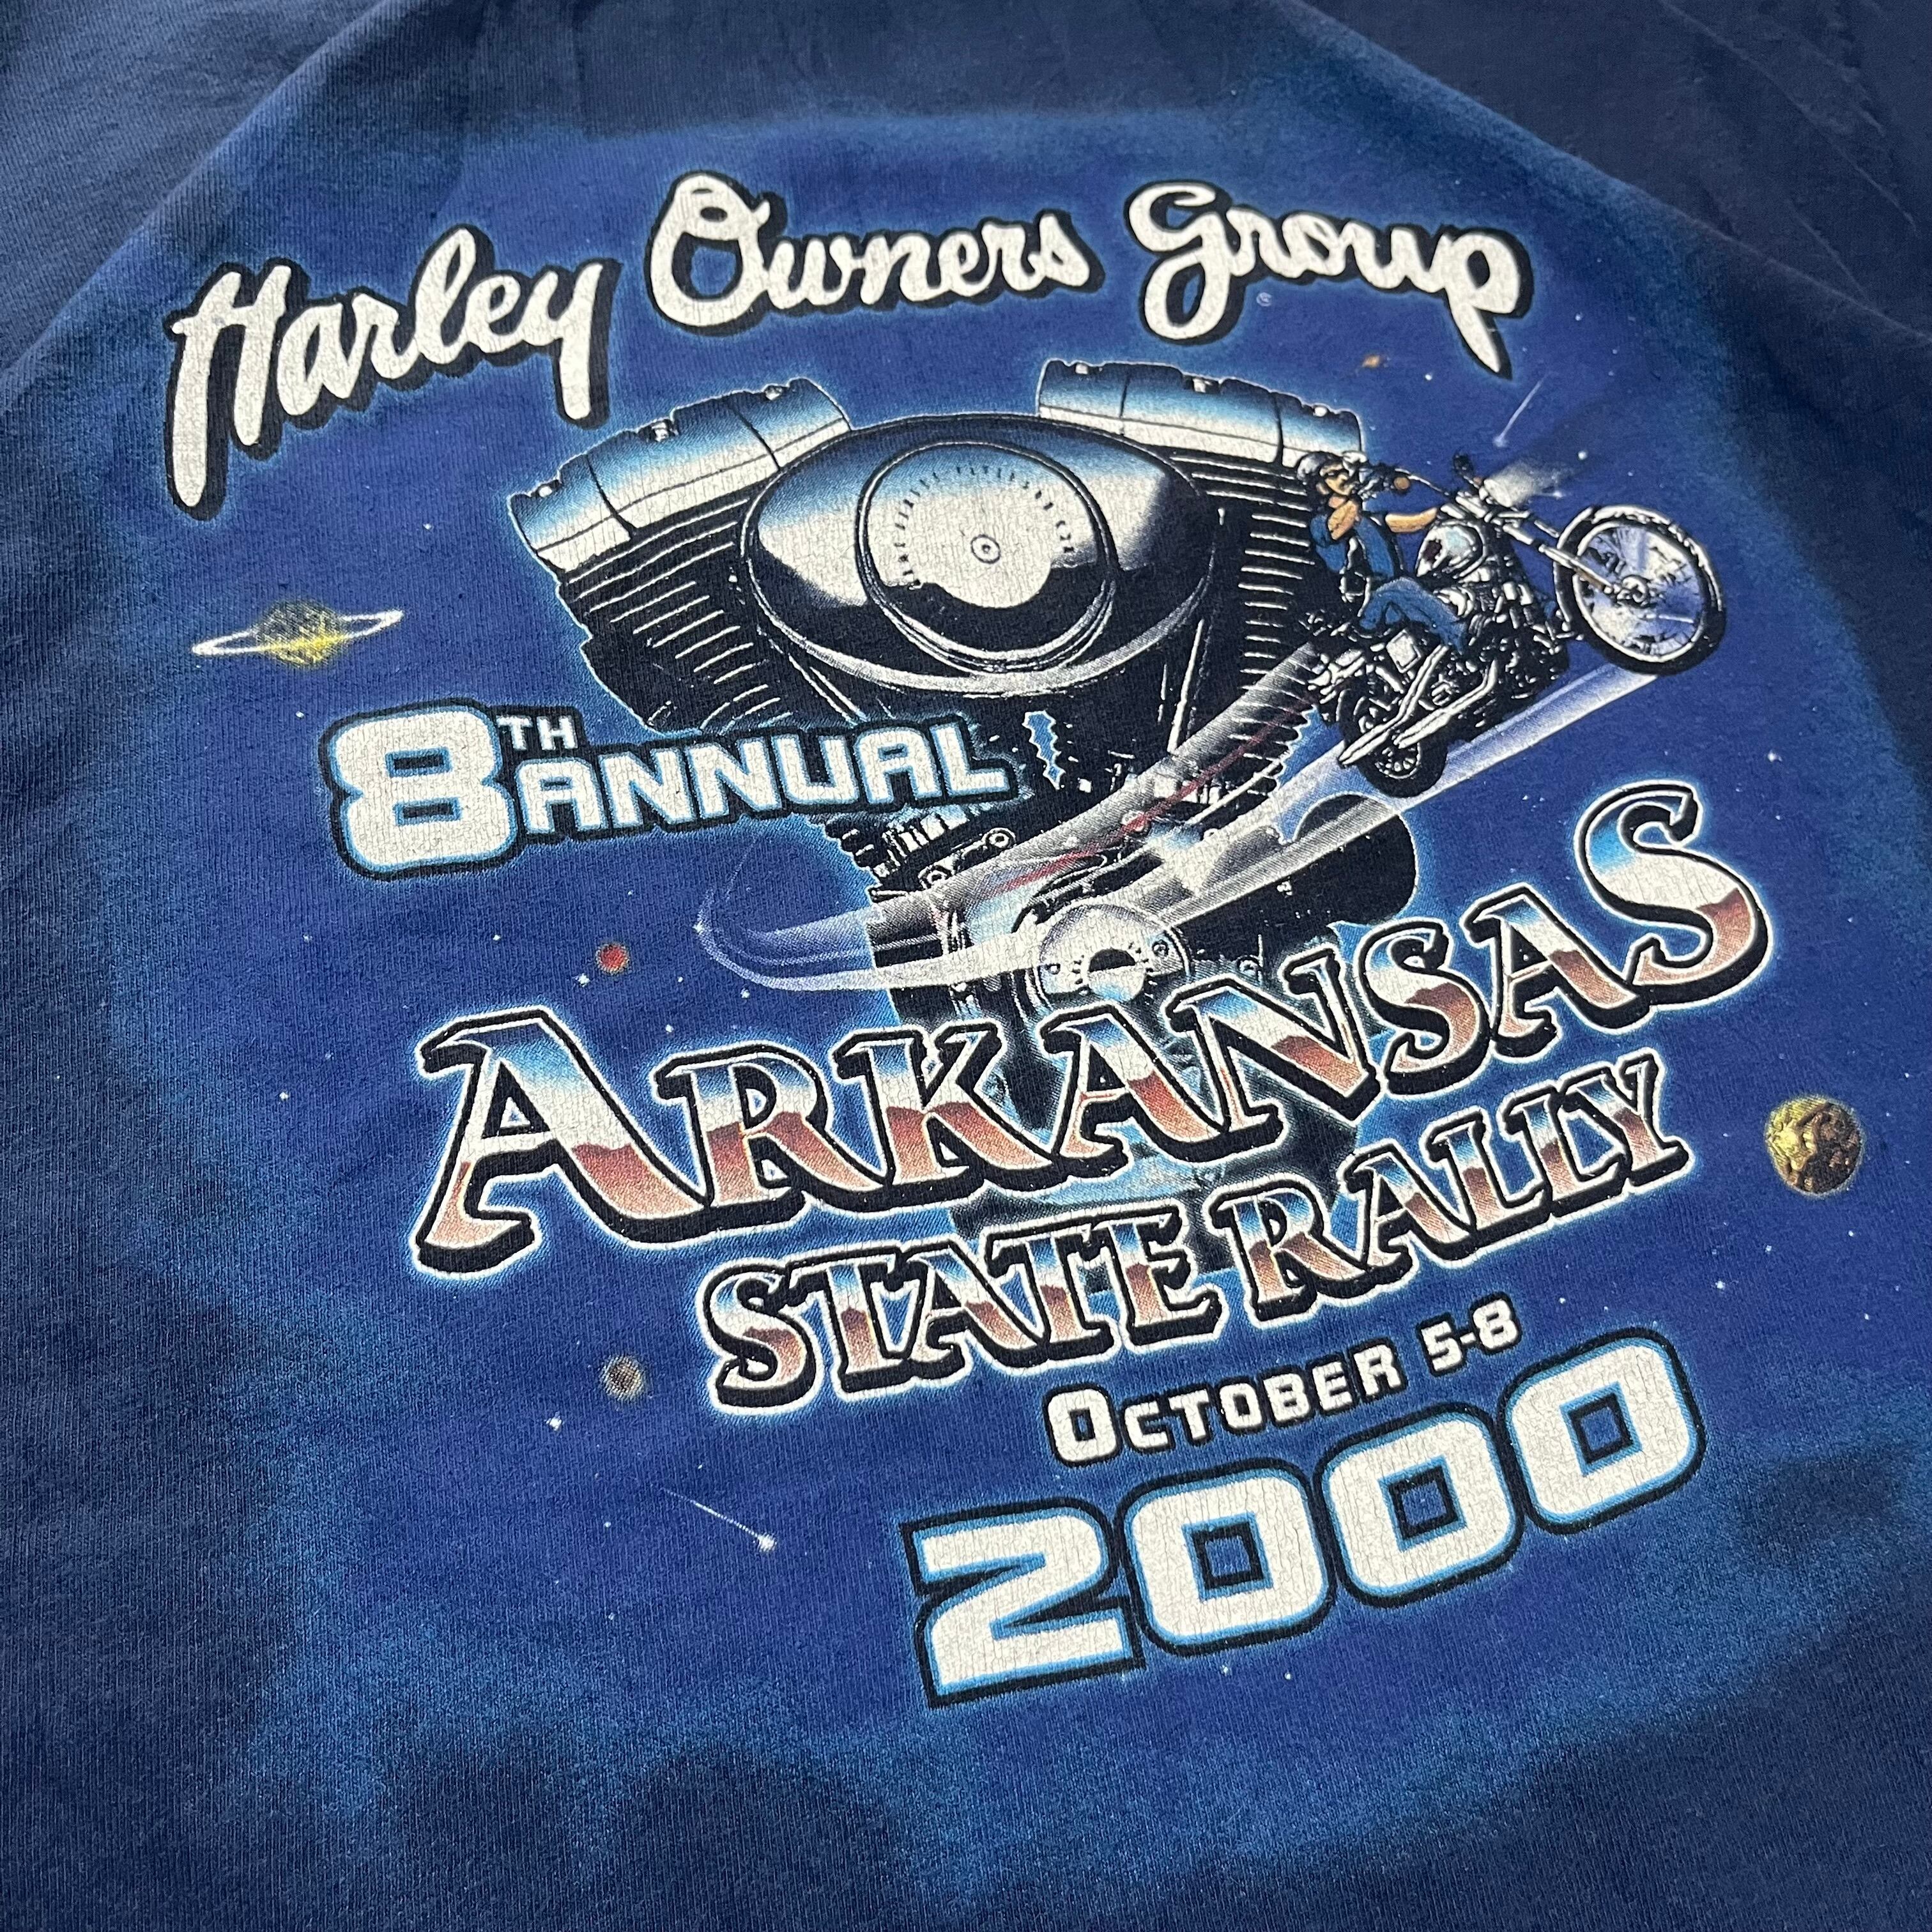 Harley Owners Group
8TH ANNUAL
ARKANSAS
STATE RALLY
OCTOBER 5-8
2000